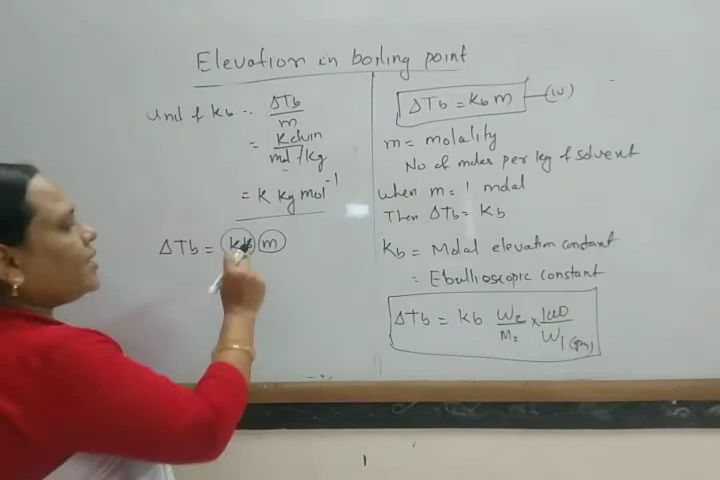 Elevation in boiling point
Unit of Kb :- ΔTb / m
= Kelvin / mol/kg
= K kg mol⁻¹
ΔTb = Kb m
ΔTb = Kb m —(IV)
m = molality
No of moles per kg of solvent
when m = 1 molal
Then ΔTb = Kb
Kb = Molal elevation constant
= Ebullioscopic constant
ΔTb = Kb W₂/M₂ × 1000/W₁(gm)